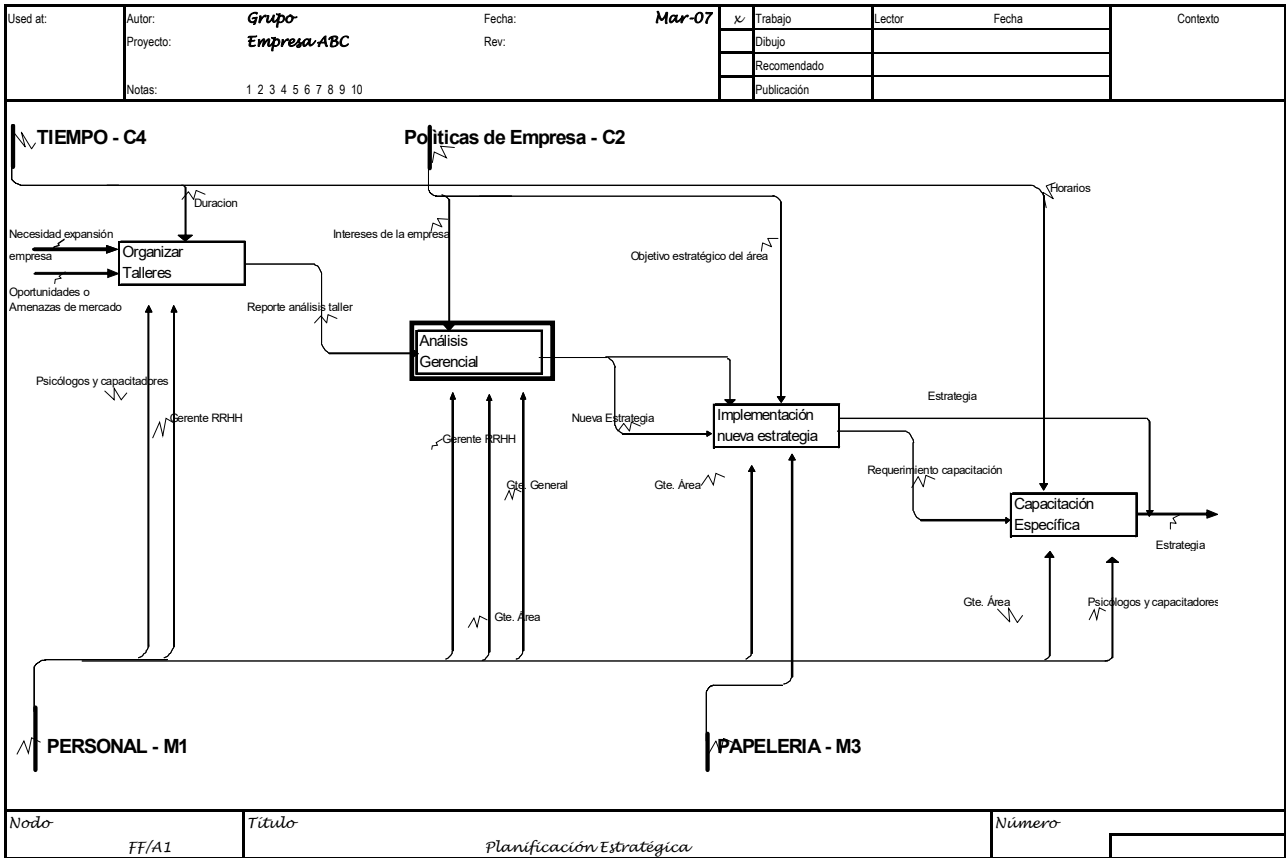 Used at:
Autor:
Grupo
Fecha:
Mar-07
x
Trabajo
Lector
Fecha
Contexto
Proyecto:
Empresa ABC
Rev:
Dibujo
Recomendado
Notas:
1 2 3 4 5 6 7 8 9 10
Publicación
TIEMPO - C4
Polìticas de Empresa - C2
Duracion
Horarios
Necesidad expansión
empresa
Intereses de la empresa
Objetivo estratégico del área
Organizar
Talleres
Oportunidades o
Amenazas de mercado
Reporte análisis taller
Análisis
Gerencial
Psicólogos y capacitadores
Gerente RRHH
Nueva Estrategia
Estrategia
Implementación
nueva estrategia
Gerente RRHH
Gte. General
Gte. Área
Requerimiento capacitación
Capacitación
Específica
Estrategia
Gte. Área
Gte. Área
Psicólogos y capacitadores
PERSONAL - M1
PAPELERIA - M3
Nodo
Título
Número
FF/A1
Planificación Estratégica